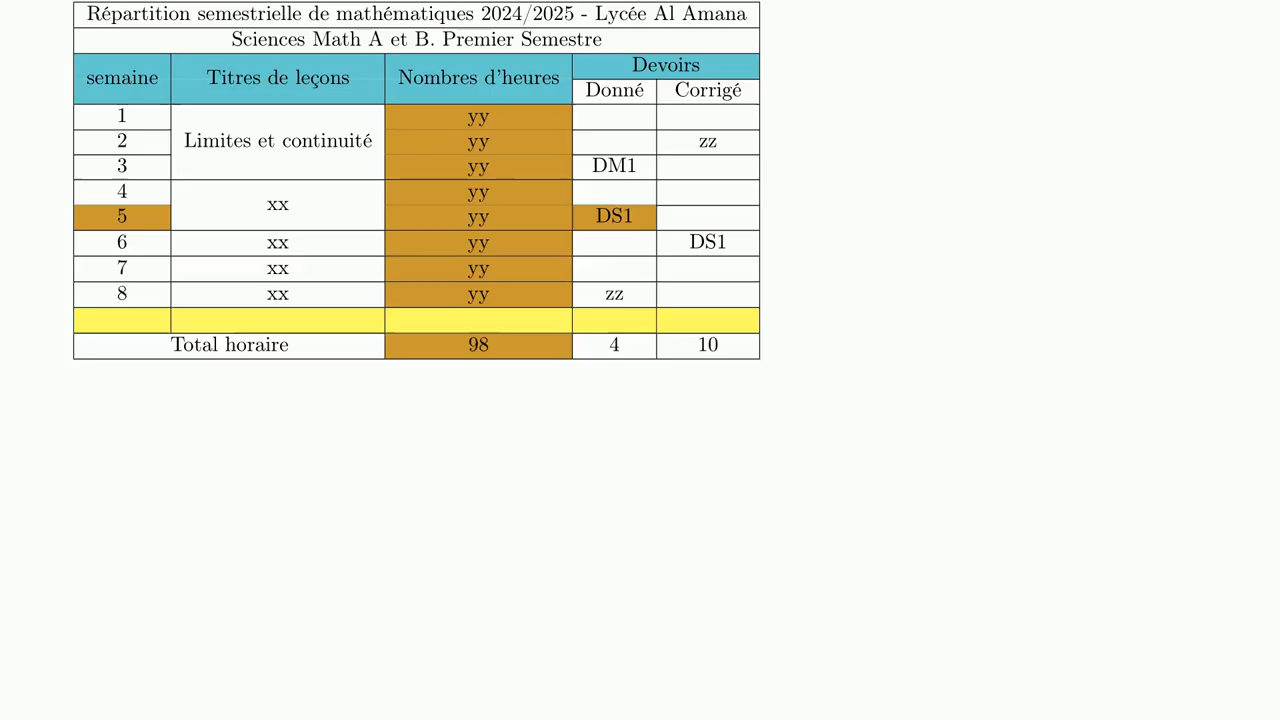 Répartition semestrielle de mathématiques 2024/2025 - Lycée Al Amana
Sciences Math A et B. Premier Semestre
semaine Titres de leçons Nombres d'heures Devoirs
Donné Corrigé
1 yy
2 Limites et continuité yy zz
3 yy DM1
4 yy
xx
5 yy DS1
6 xx yy DS1
7 xx yy
8 xx yy zz
Total horaire 98 4 10